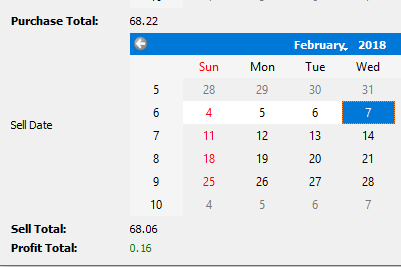 Purchase Total: 68.22
February, 2018
Sun Mon Tue Wed
5 28 29 30 31
6 4 5 6 7
Sell Date
7 11 12 13 14
8 18 19 20 21
9 25 26 27 28
10 4 5 6 7
Sell Total: 68.06
Profit Total: 0.16